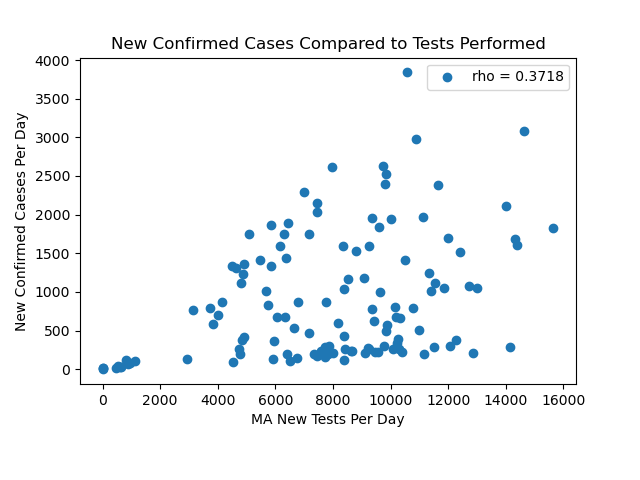 New Confirmed Cases Compared to Tests Performed
rho = 0.3718
4000
3500
3000
2500
2000
1500
1000
500
0
New Confirmed Caeses Per Day
0 2000 4000 6000 8000 10000 12000 14000 16000
MA New Tests Per Day